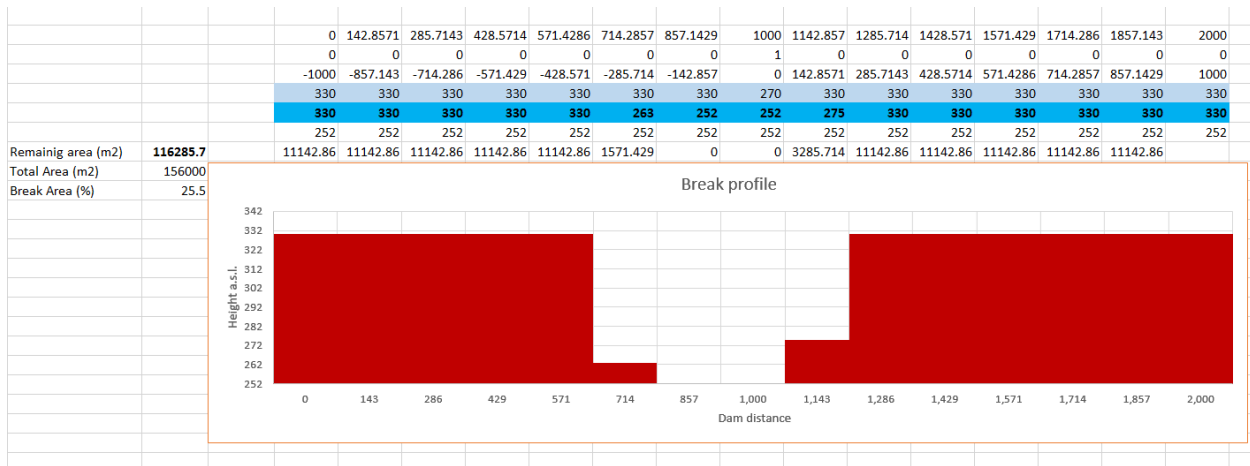 0 142.8571 285.7143 428.5714 571.4286 714.2857 857.1429 1000 1142.857 1285.714 1428.571 1571.429 1714.286 1857.143 2000
0 0 0 0 0 0 0 1 0 0 0 0 0 0 0
-1000 -857.143 -714.286 -571.429 -428.571 -285.714 -142.857 0 142.8571 285.7143 428.5714 571.4286 714.2857 857.1429 1000
330 330 330 330 330 330 330 270 330 330 330 330 330 330 330
330 330 330 330 330 263 252 252 275 330 330 330 330 330 330
252 252 252 252 252 252 252 252 252 252 252 252 252 252 252
Remainig area (m2) 116285.7 11142.86 11142.86 11142.86 11142.86 11142.86 1571.429 0 0 3285.714 11142.86 11142.86 11142.86 11142.86 11142.86
Total Area (m2) 156000
Break Area (%) 25.5
Break profile
342
332
322
312
302
292
282
272
262
252
Height a.s.l.
0 143 286 429 571 714 857 1,000 1,143 1,286 1,429 1,571 1,714 1,857 2,000
Dam distance